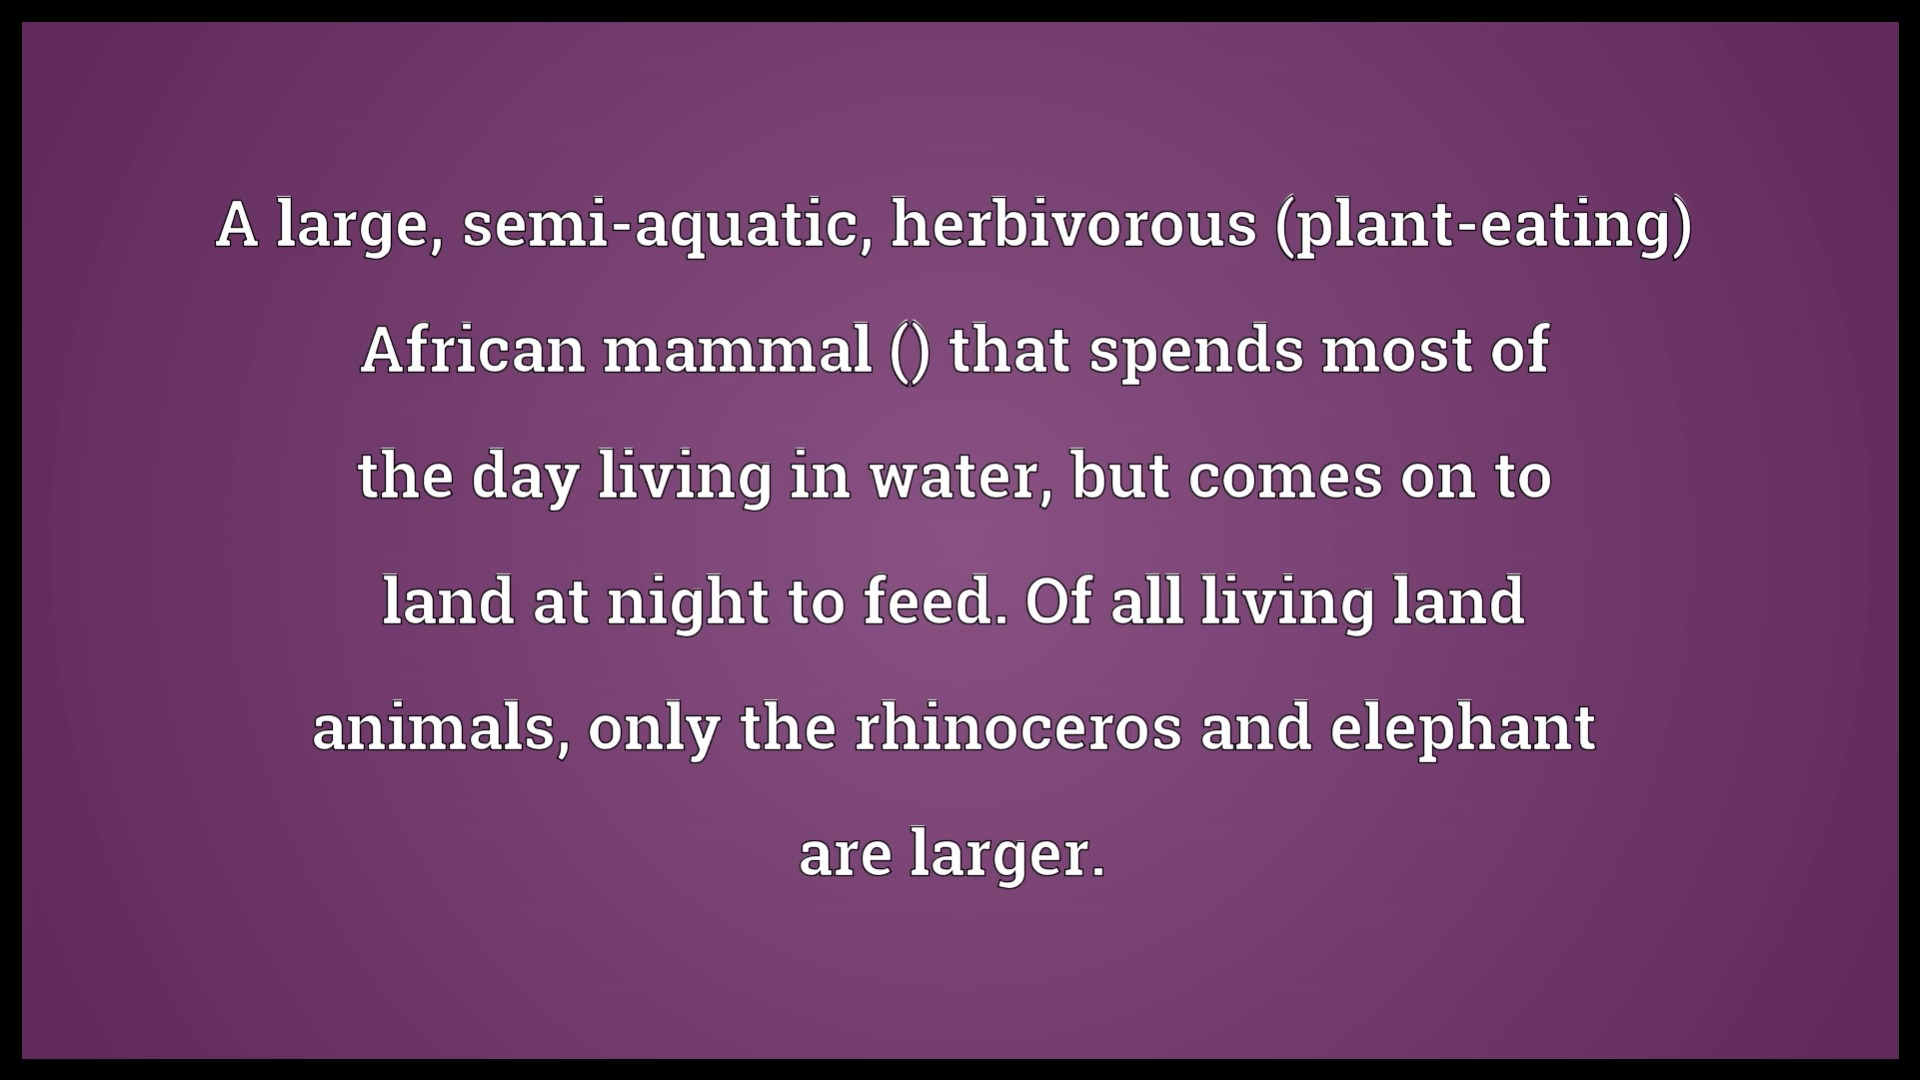 A large, semi-aquatic, herbivorous (plant-eating)
African mammal () that spends most of
the day living in water, but comes on to
land at night to feed. Of all living land
animals, only the rhinoceros and elephant
are larger.